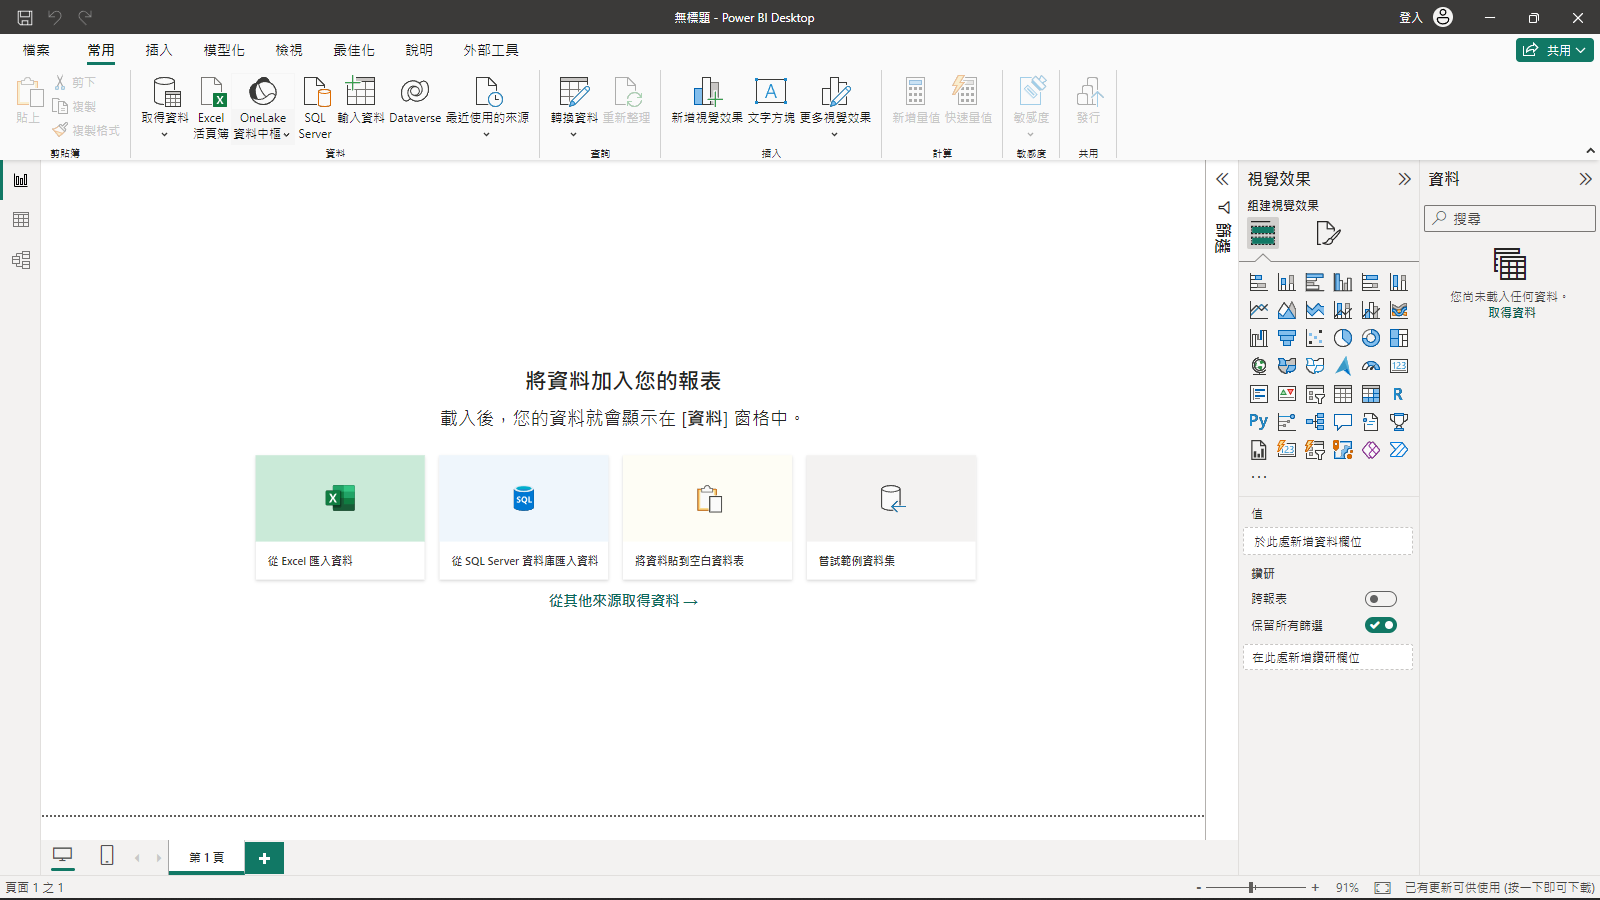 無標題 - Power BI Desktop
登入
檔案 常用 插入 模型化 檢視 最佳化 說明 外部工具
共用
貼上
剪下
複製
複製格式
剪貼簿
取得資料
Excel
活頁簿
OneLake
資料中樞
SQL
Server
輸入資料
Dataverse
最近使用的來源
資料
轉換資料
重新整理
查詢
新增視覺效果
文字方塊
更多視覺效果
插入
新增量值
快速量值
計算
敏感度
敏感度
發行
共用
將資料加入您的報表
載入後，您的資料就會顯示在 [資料] 窗格中。
X
SQL
從 Excel 匯入資料
從 SQL Server 資料庫匯入資料
將資料貼到空白資料表
嘗試範例資料集
從其他來源取得資料 →
篩選
視覺效果
組建視覺效果
123
R
Py
123
...
值
於此處新增資料欄位
鑽研
跨報表
保留所有篩選
在此處新增鑽研欄位
資料
搜尋
您尚未載入任何資料。
取得資料
第 1 頁
頁面 1 之 1
- + 91%
已有更新可供使用 (按一下即可下載)